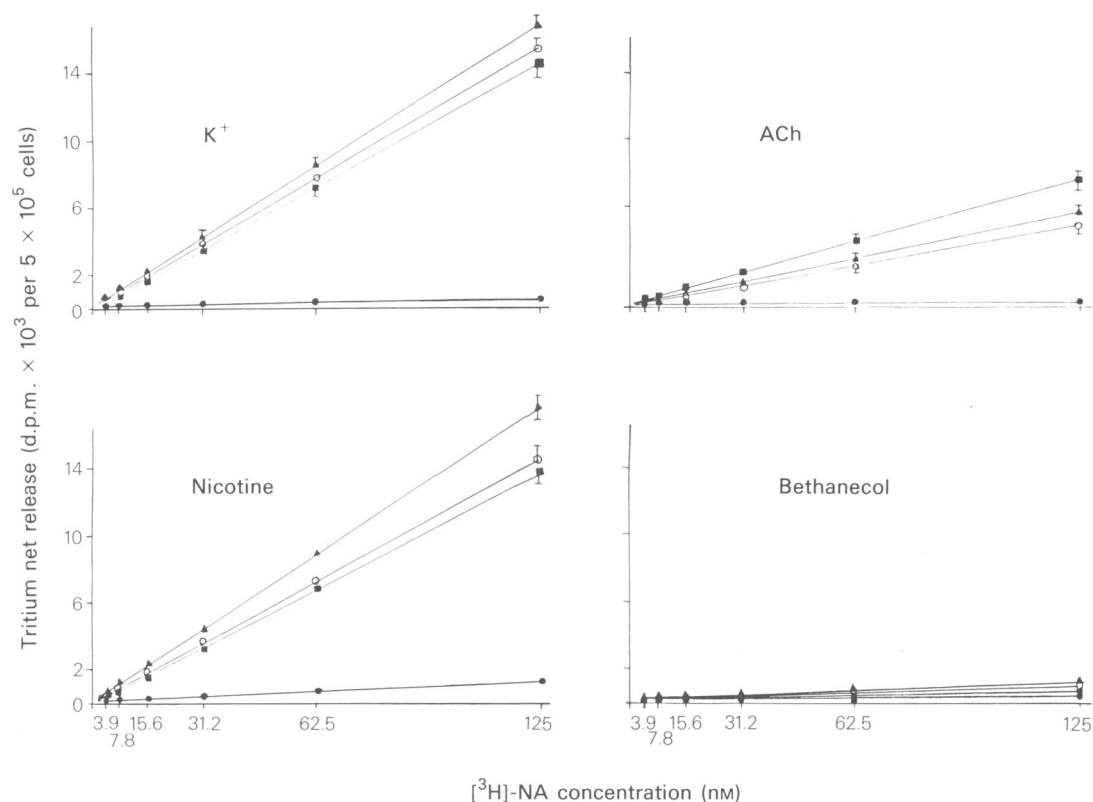 Tritium net release (d.p.m. × 10³ per 5 × 10⁵ cells)
14
10
6
2
0
K⁺
ACh
14
10
6
2
0
Nicotine
Bethanecol
3.9 15.6 31.2 62.5 125
7.8
3.9 15.6 31.2 62.5 125
7.8
[³H]-NA concentration (nM)